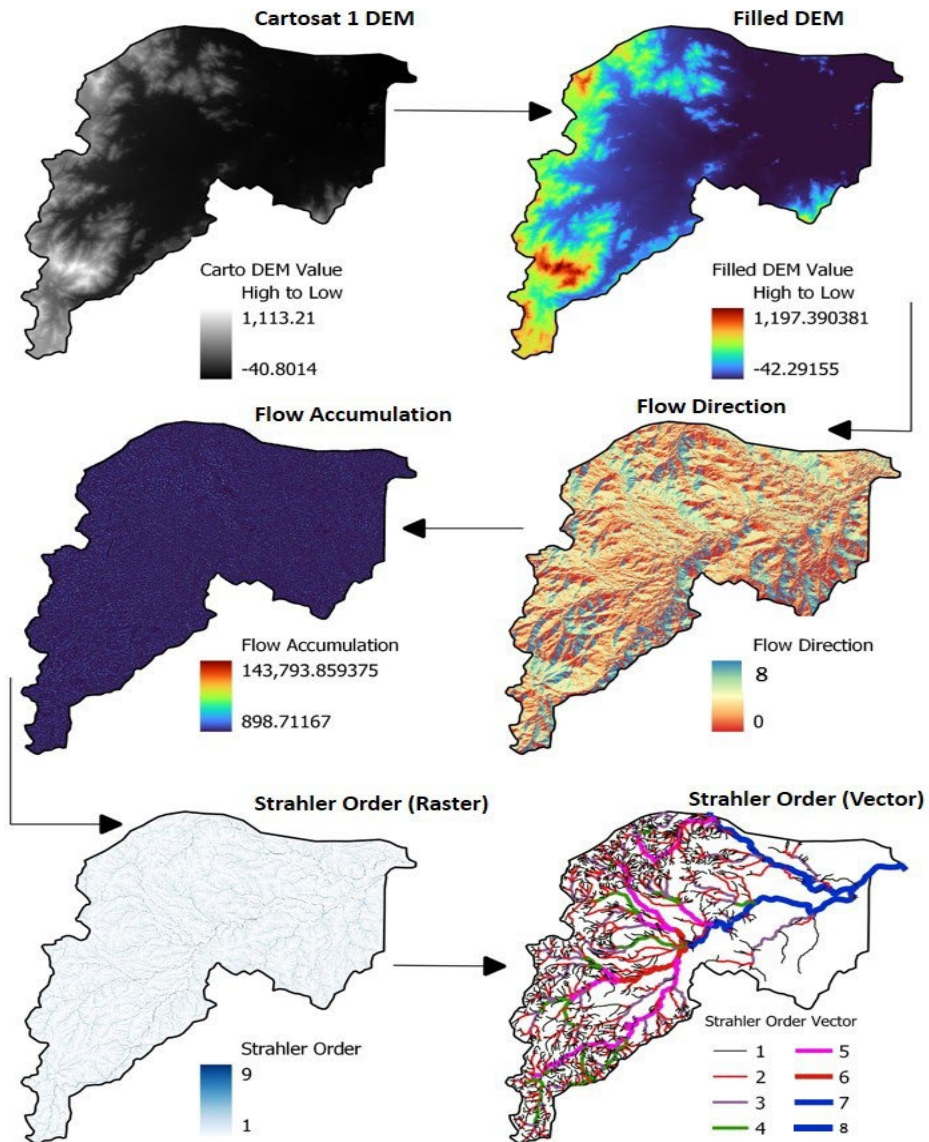 Cartosat 1 DEM
Carto DEM Value
High to Low
1,113.21
-40.8014
Filled DEM
Filled DEM Value
High to Low
1,197.390381
-42.29155
Flow Direction
Flow Direction
8
0
Flow Accumulation
Flow Accumulation
143,793.859375
898.71167
Strahler Order (Raster)
Strahler Order
9
1
Strahler Order (Vector)
Strahler Order Vector
1
2
3
4
5
6
7
8